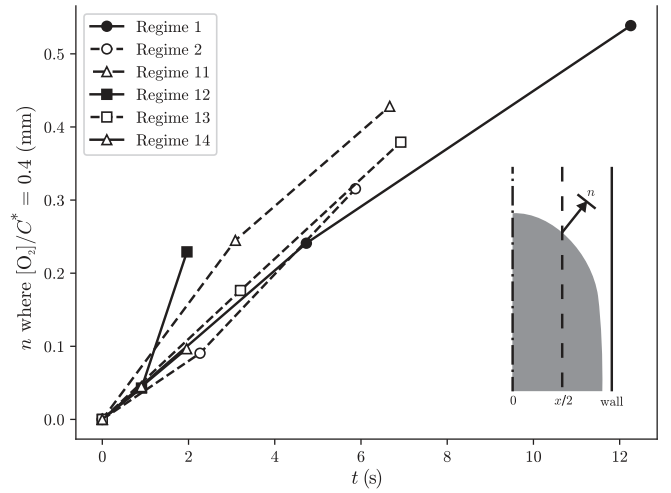 Regime 1
Regime 2
Regime 11
Regime 12
Regime 13
Regime 14
n where [O₂]/C* = 0.4 (mm)
0.5
0.4
0.3
0.2
0.1
0.0
n
0 x/2 wall
0 2 4 6 8 10 12
t (s)